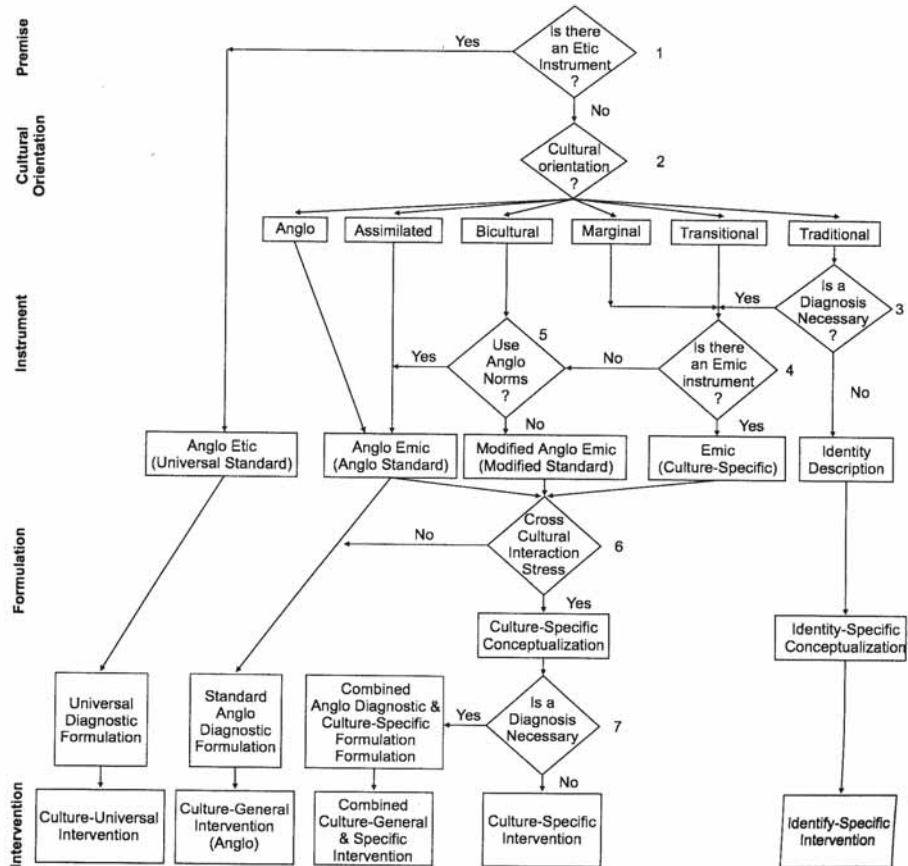 Premise
Is there
an Etic
Instrument
?
1
Yes
No
Cultural
Orientation
Cultural
orientation
?
2
Anglo
Assimilated
Bicultural
Marginal
Transitional
Traditional
Instrument
Is a
Diagnosis
Necessary
?
3
Yes
No
5
Use
Anglo
Norms
?
Yes
No
Is there
an Emic
instrument
?
4
No
Yes
Anglo Etic
(Universal Standard)
Anglo Emic
(Anglo Standard)
Modified Anglo Emic
(Modified Standard)
Emic
(Culture-Specific)
Identity
Description
Formulation
Cross
Cultural
Interaction
Stress
6
No
Yes
Culture-Specific
Conceptualization
Identity-Specific
Conceptualization
Universal
Diagnostic
Formulation
Standard
Anglo
Diagnostic
Formulation
Combined
Anglo Diagnostic &
Culture-Specific
Formulation
Formulation
Yes
Is a
Diagnosis
Necessary
7
No
Intervention
Culture-Universal
Intervention
Culture-General
Intervention
(Anglo)
Combined
Culture-General
& Specific
Intervention
Culture-Specific
Intervention
Identify-Specific
Intervention